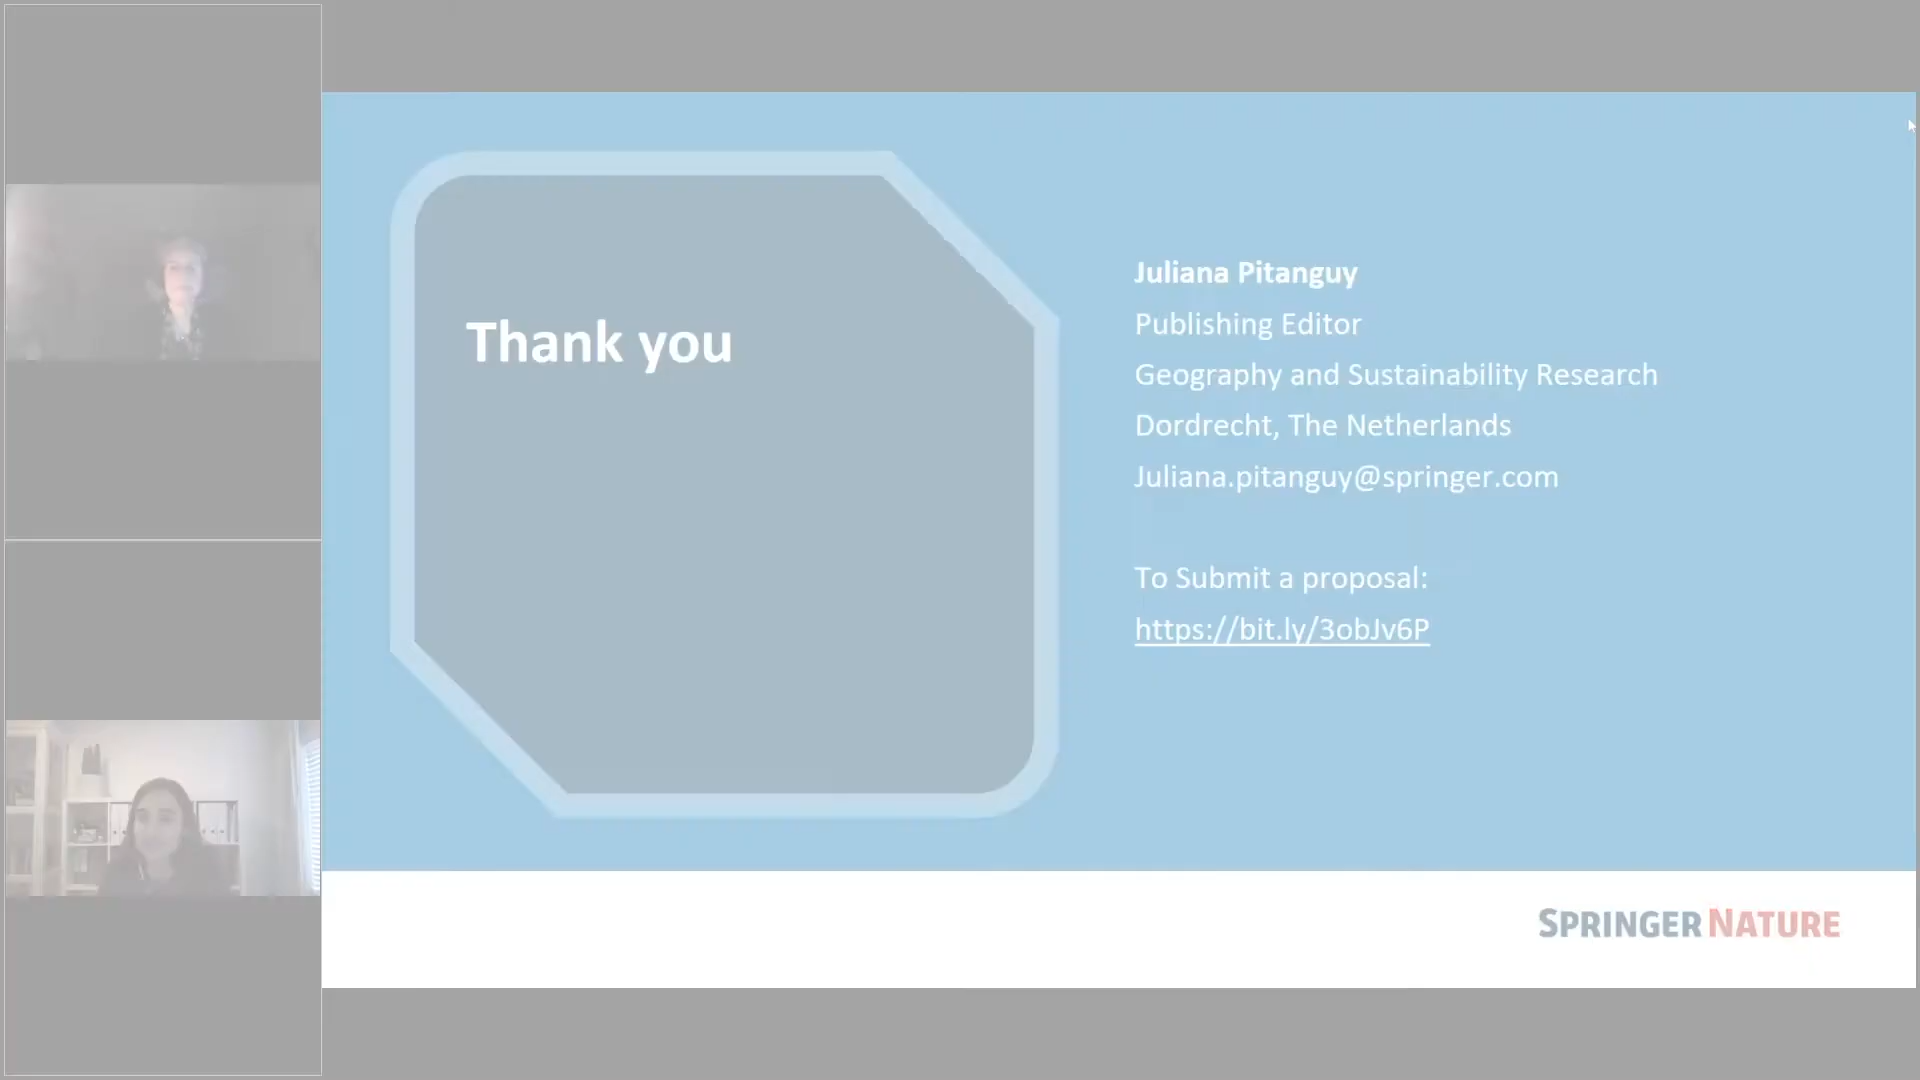 Thank you
Juliana Pitanguy
Publishing Editor
Geography and Sustainability Research
Dordrecht, The Netherlands
Juliana.pitanguy@springer.com
To Submit a proposal:
https://bit.ly/3obJv6P
SPRINGER NATURE